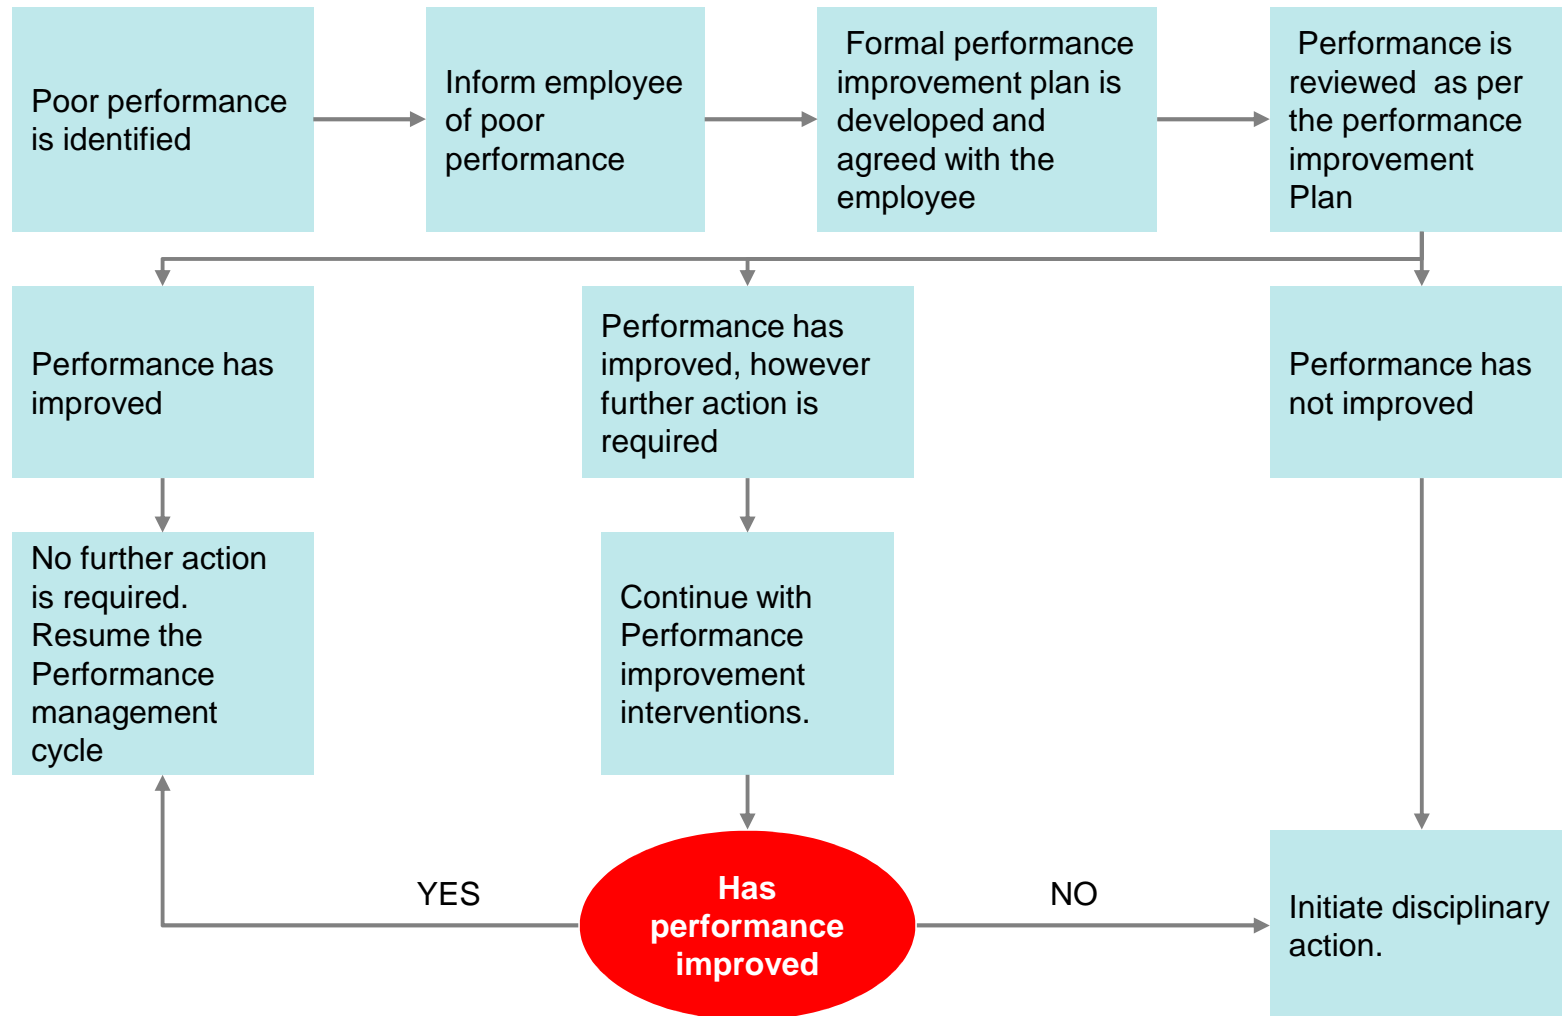 Poor performance
is identified
Inform employee
of poor
performance
Formal performance
improvement plan is
developed and
agreed with the
employee
Performance is
reviewed as per
the performance
improvement
Plan
Performance has
improved
Performance has
improved, however
further action is
required
Performance has
not improved
No further action
is required.
Resume the
Performance
management
cycle
Continue with
Performance
improvement
interventions.
YES
Has
performance
improved
NO
Initiate disciplinary
action.